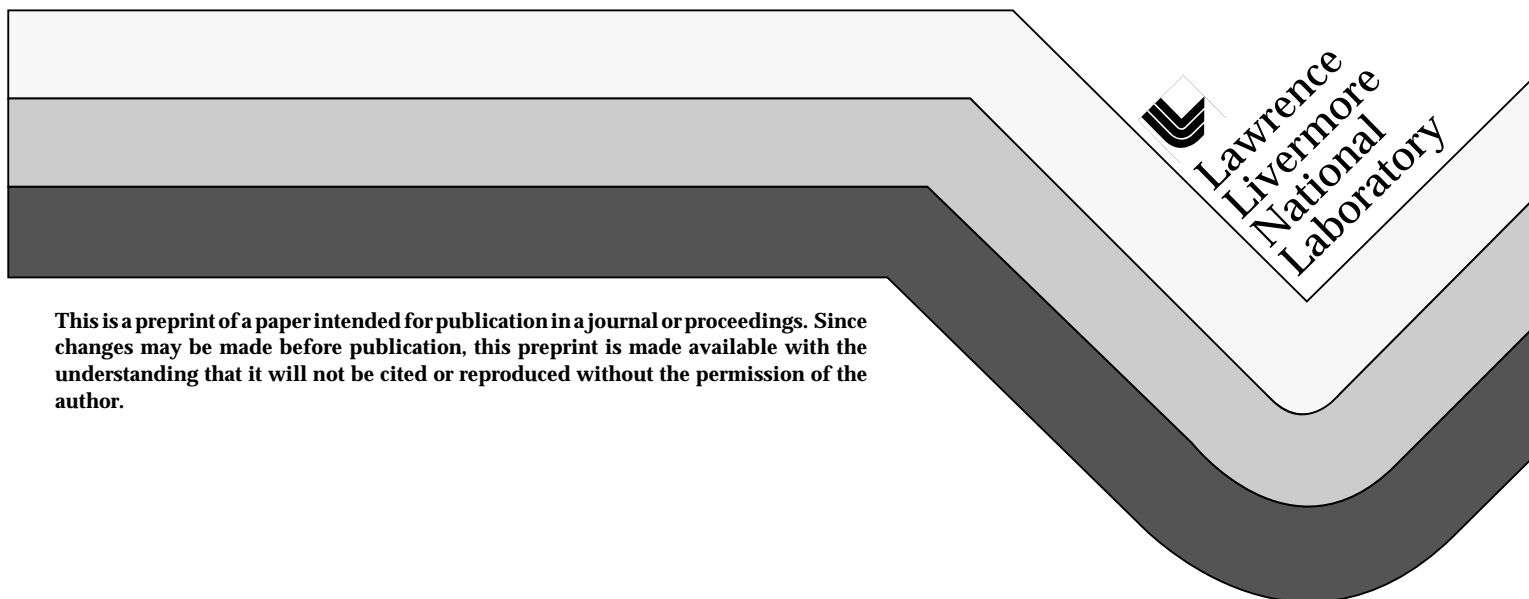 Lawrence
Livermore
National
Laboratory
This is a preprint of a paper intended for publication in a journal or proceedings. Since
changes may be made before publication, this preprint is made available with the
understanding that it will not be cited or reproduced without the permission of the
author.